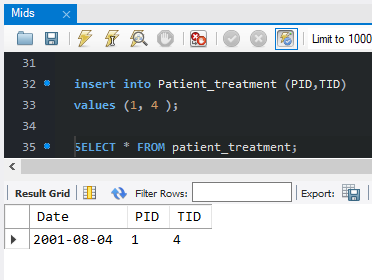 Mids
Limit to 1000
31
32 insert into Patient_treatment (PID,TID)
33 values (1, 4 );
34
35 SELECT * FROM patient_treatment;
Result Grid Filter Rows: Export:
Date PID TID
2001-08-04 1 4